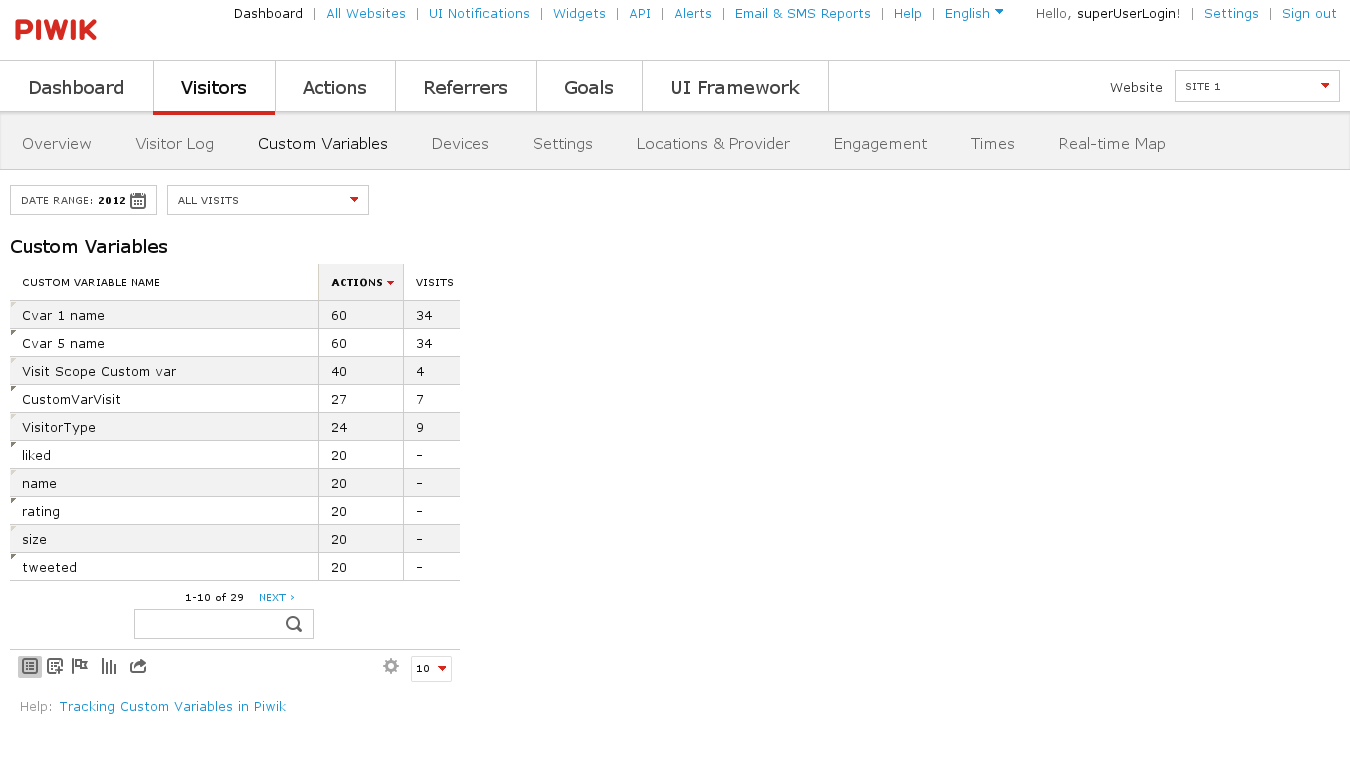 PIWIK
Dashboard | All Websites | UI Notifications | Widgets | API | Alerts | Email & SMS Reports | Help | English
Hello, superUserLogin! | Settings | Sign out
Dashboard Visitors Actions Referrers Goals UI Framework
Website SITE 1
Overview Visitor Log Custom Variables Devices Settings Locations & Provider Engagement Times Real-time Map
DATE RANGE: 2012 ALL VISITS
Custom Variables
CUSTOM VARIABLE NAME ACTIONS VISITS
Cvar 1 name 60 34
Cvar 5 name 60 34
Visit Scope Custom var 40 4
CustomVarVisit 27 7
VisitorType 24 9
liked 20 -
name 20 -
rating 20 -
size 20 -
tweeted 20 -
1-10 of 29 NEXT ›
10
Help: Tracking Custom Variables in Piwik